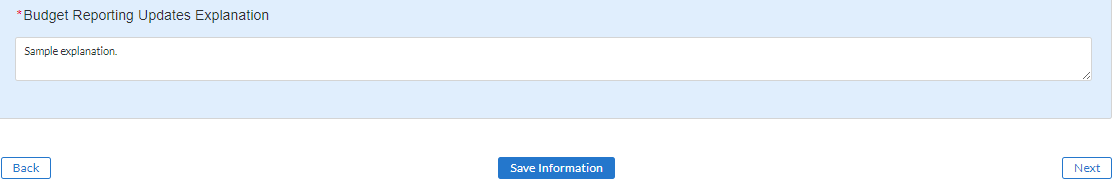 *Budget Reporting Updates Explanation
Sample explanation.
Back
Save Information
Next